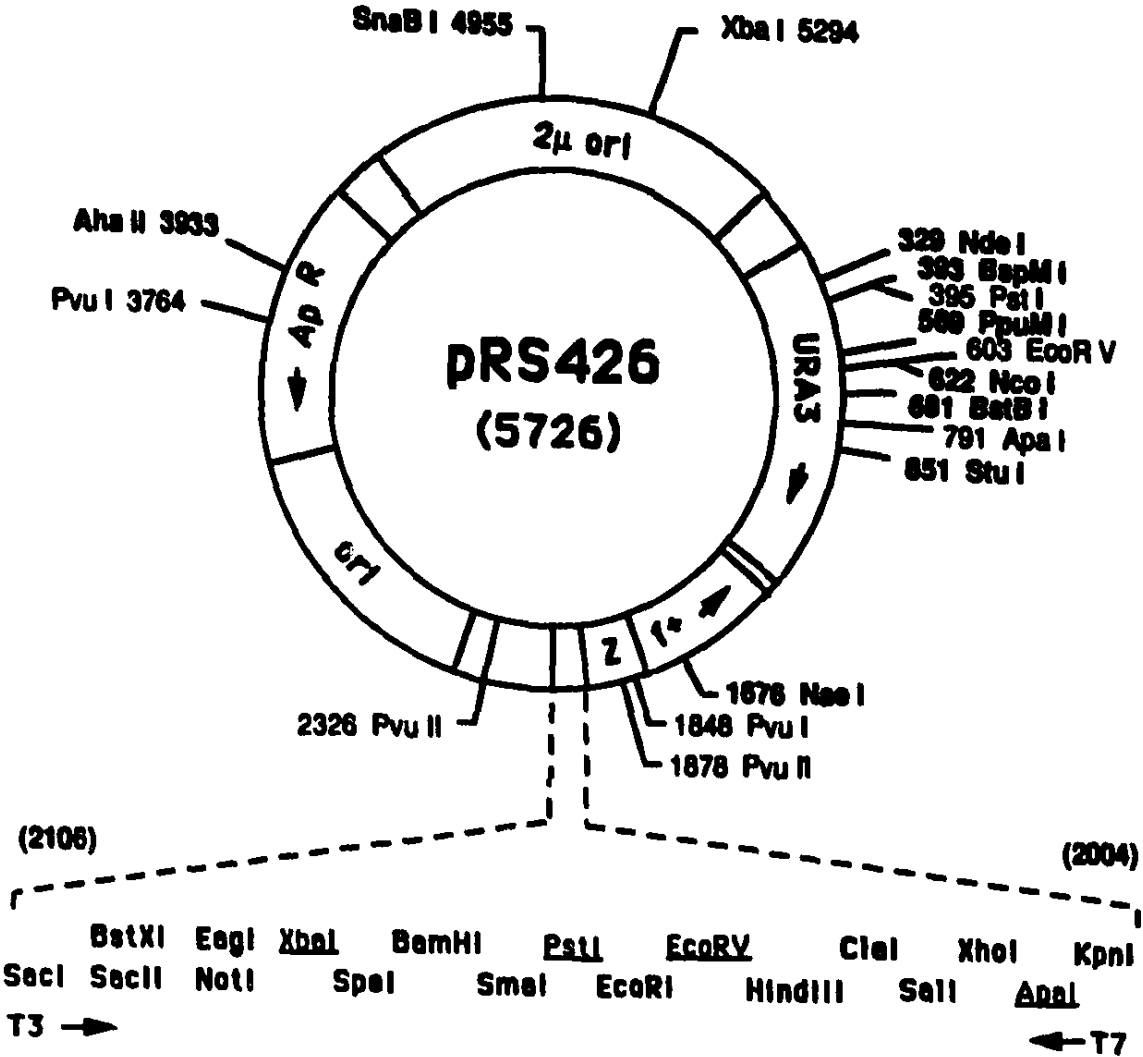 SnaB I 4955
Xba I 5294
2μ ori
Aha II 3933
Pvu I 3764
Ap R
329 Nde I
393 BspM I
395 Pst I
569 PpuM I
603 EcoR V
622 Nco I
681 BstB I
791 Apa I
851 Stu I
URA3
pRS426
(5726)
ori
Z
f+
1576 Nae I
1848 Pvu I
1878 Pvu II
2326 Pvu II
(2106)
(2004)
BstXI EagI XbaI BamHI PstI EcoRV ClaI XhoI KpnI
SacI SacII NotI SpeI SmaI EcoRI HindIII SalI ApaI
T3
T7